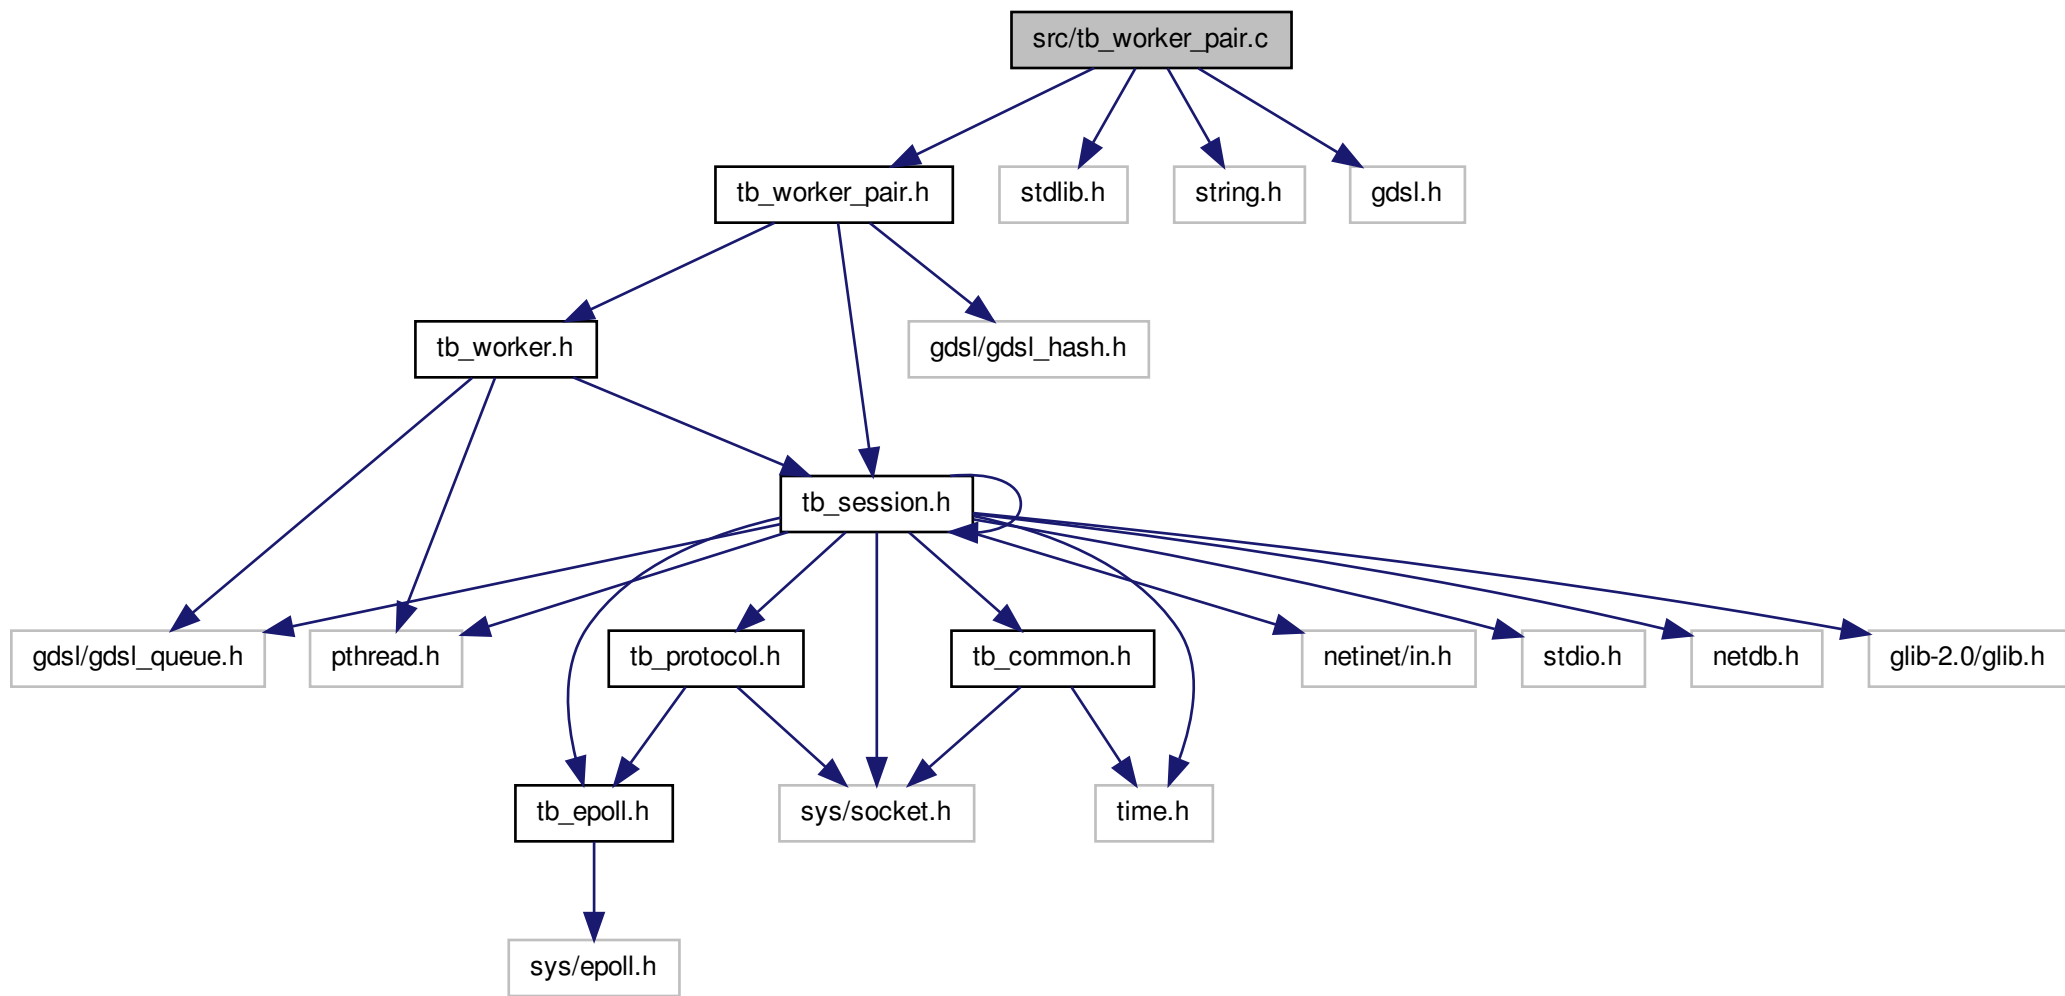 src/tb_worker_pair.c
tb_worker_pair.h
stdlib.h
string.h
gdsl.h
tb_worker.h
gdsl/gdsl_hash.h
tb_session.h
gdsl/gdsl_queue.h
pthread.h
tb_protocol.h
tb_common.h
netinet/in.h
stdio.h
netdb.h
glib-2.0/glib.h
tb_epoll.h
sys/socket.h
time.h
sys/epoll.h